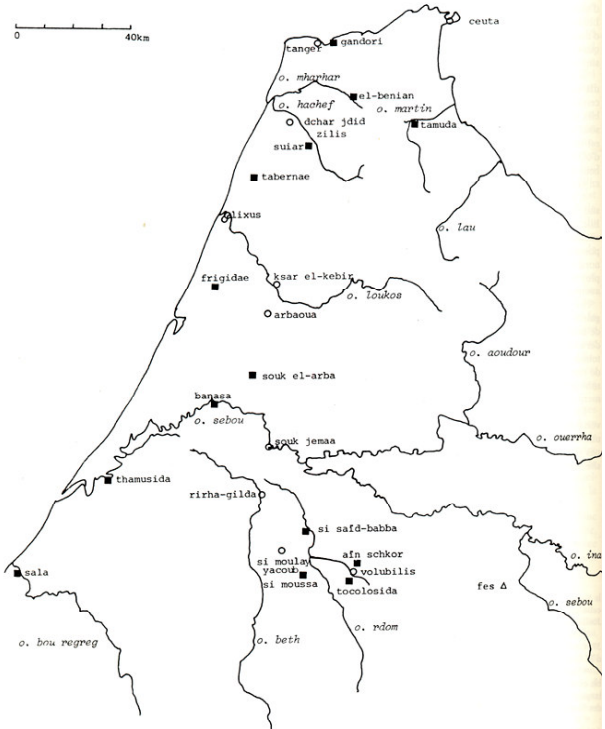 0 40km
ceuta
tanger gandori
o. mharhar
el-benian
o. hachef
o. martin
dchar jdid
zilis
tamuda
suiar
tabernae
lixus
o. lau
frigidae
ksar el-kebir
o. loukos
arbaoua
o. aoudour
souk el-arba
banasa
o. sebou
souk jemaa
o. ouerrha
thamusida
rirha-gilda
si saïd-babba
o. ina
si moulay
yacoub
aïn schkor
volubilis
sala
si moussa
tocolosida
fes
o. sebou
o. bou regreg
o. beth
o. rdom